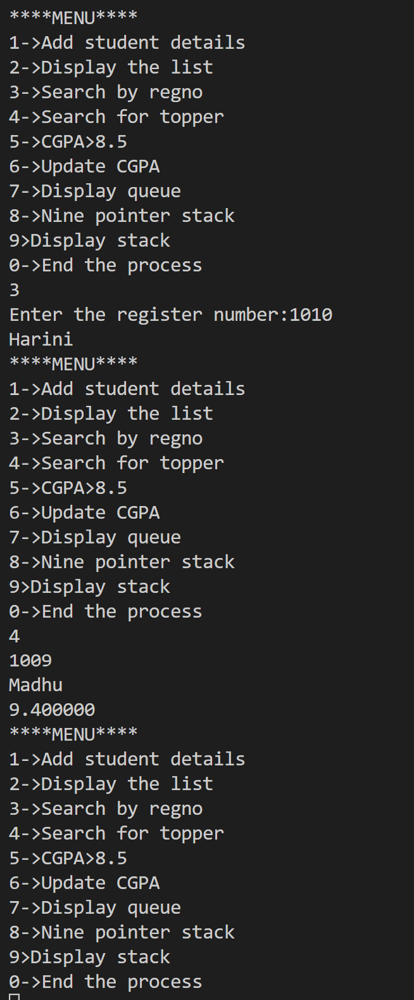 ****MENU****
1->Add student details
2->Display the list
3->Search by regno
4->Search for topper
5->CGPA>8.5
6->Update CGPA
7->Display queue
8->Nine pointer stack
9>Display stack
0->End the process
3
Enter the register number:1010
Harini
****MENU****
1->Add student details
2->Display the list
3->Search by regno
4->Search for topper
5->CGPA>8.5
6->Update CGPA
7->Display queue
8->Nine pointer stack
9>Display stack
0->End the process
4
1009
Madhu
9.400000
****MENU****
1->Add student details
2->Display the list
3->Search by regno
4->Search for topper
5->CGPA>8.5
6->Update CGPA
7->Display queue
8->Nine pointer stack
9>Display stack
0->End the process